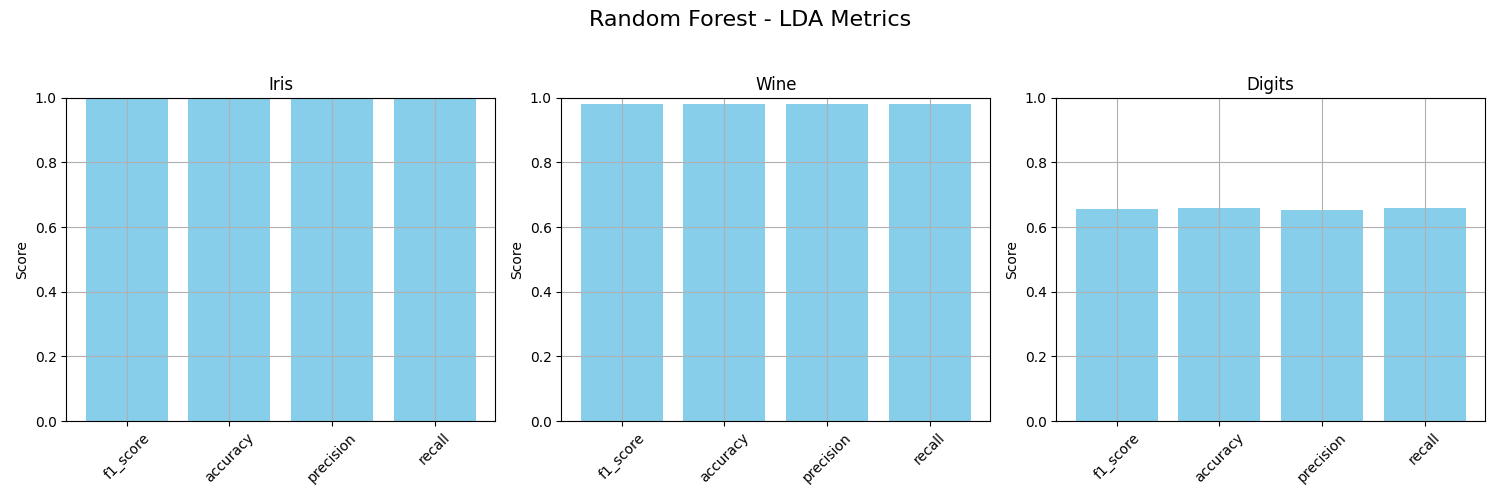 Random Forest - LDA Metrics
Iris
Score
1.0
0.8
0.6
0.4
0.2
0.0
f1_score
accuracy
precision
recall
Wine
Score
1.0
0.8
0.6
0.4
0.2
0.0
f1_score
accuracy
precision
recall
Digits
Score
1.0
0.8
0.6
0.4
0.2
0.0
f1_score
accuracy
precision
recall